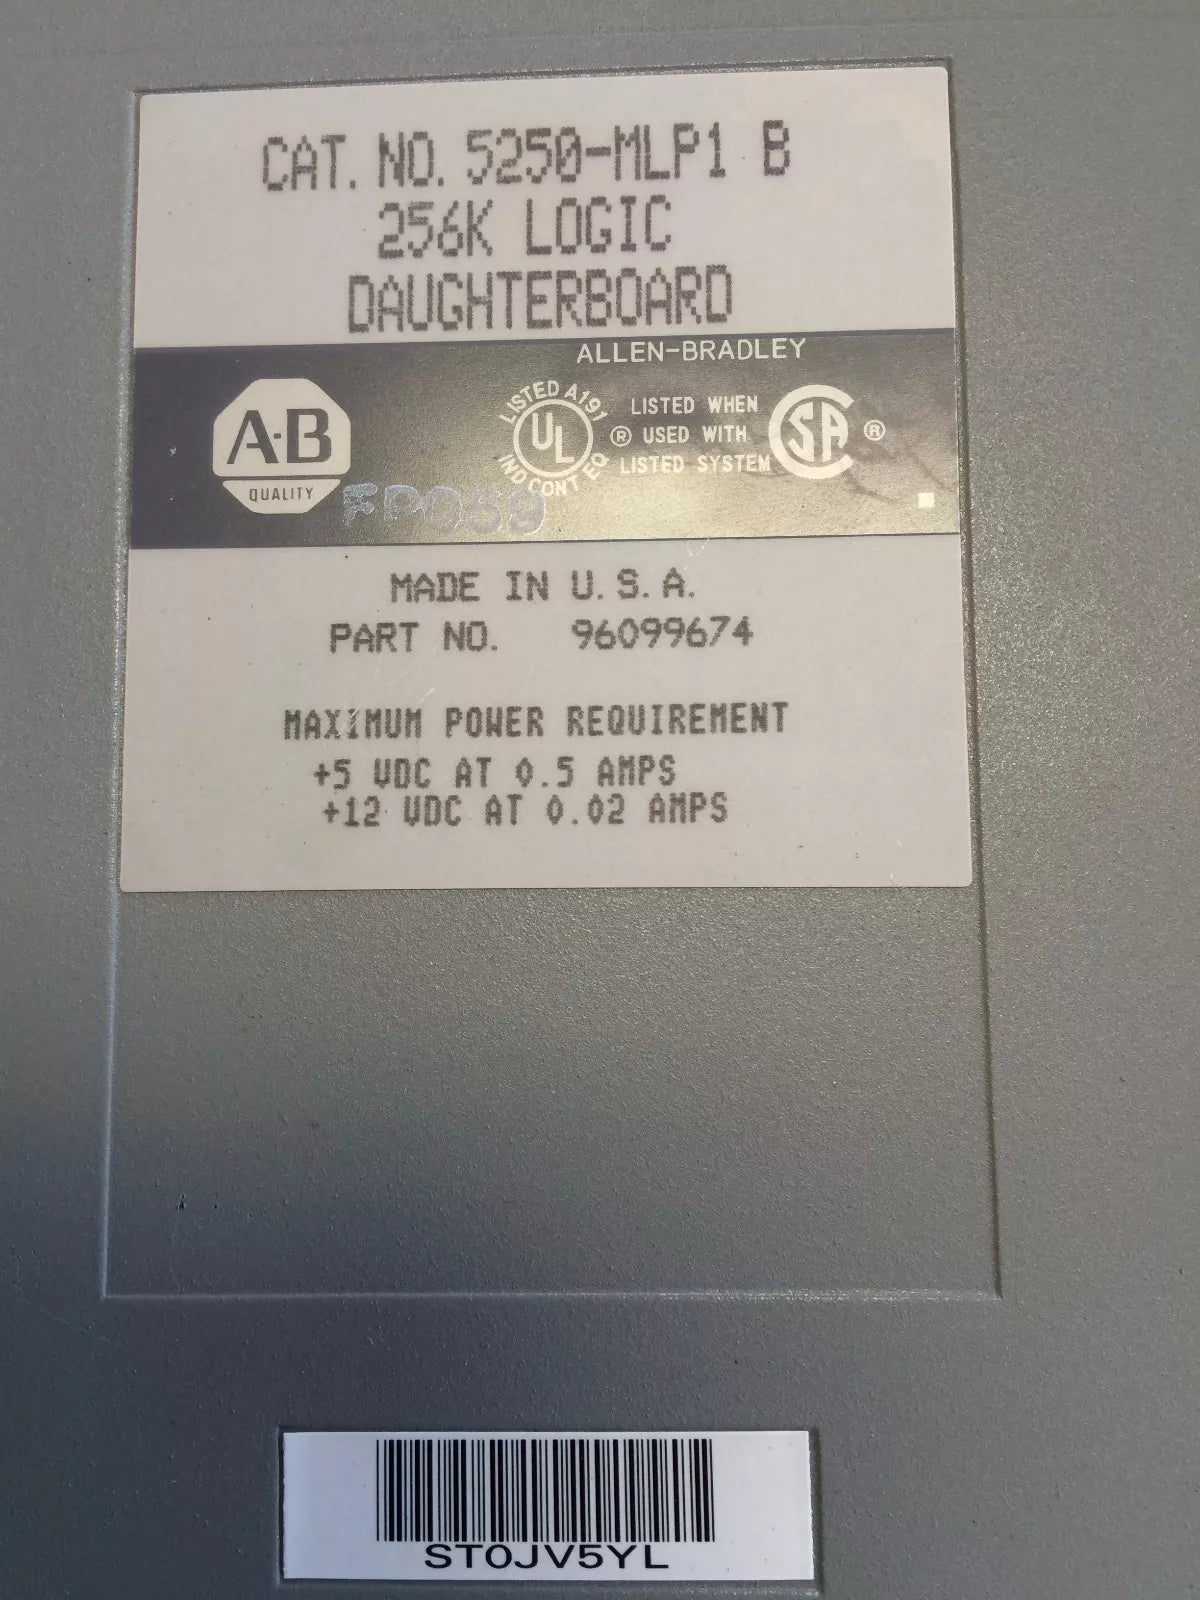 CAT. NO. 5250-MLP1 B
256K LOGIC
DAUGHTERBOARD
ALLEN-BRADLEY
A-B
QUALITY
LISTED A191
UL
IND CONT EQ
®
LISTED WHEN
USED WITH
LISTED SYSTEM
SA ®
FP069
MADE IN U.S.A.
PART NO. 96099674
MAXIMUM POWER REQUIREMENT
+5 VDC AT 0.5 AMPS
+12 VDC AT 0.02 AMPS
ST0JV5YL